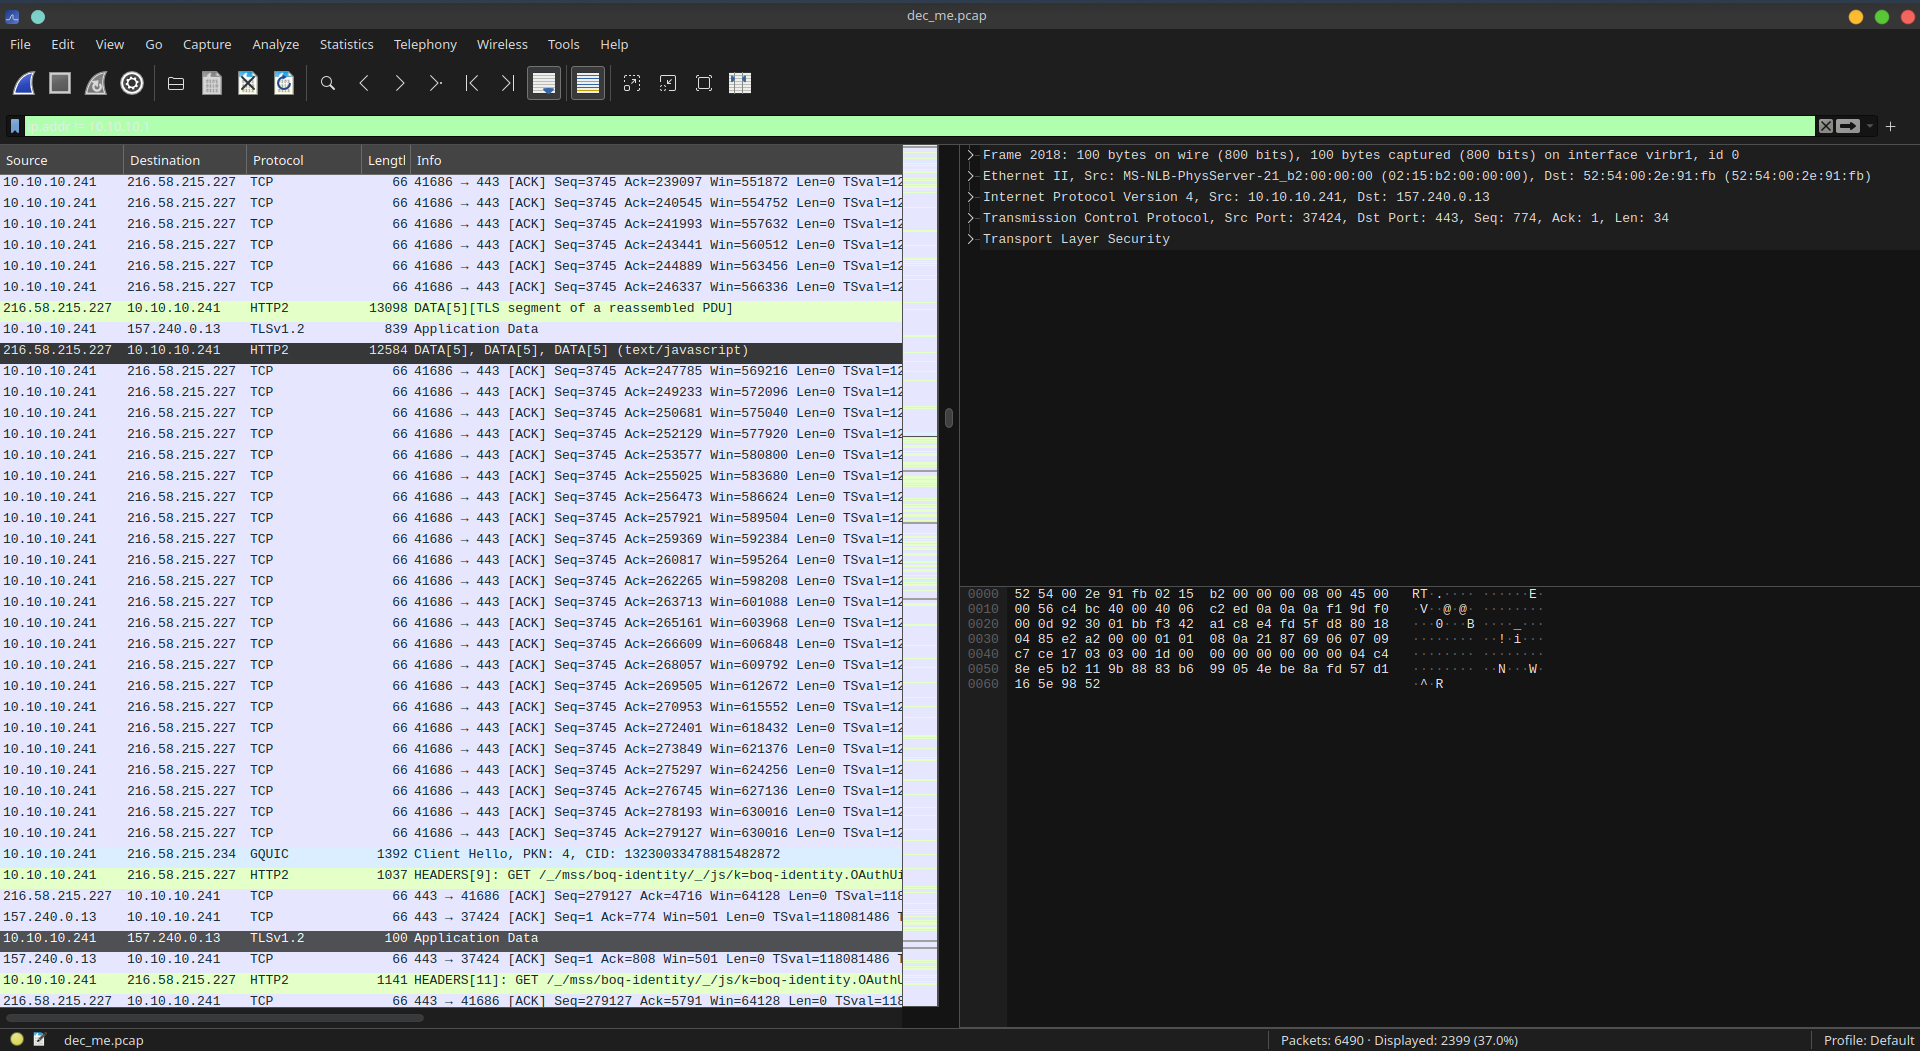 dec_me.pcap
File Edit View Go Capture Analyze Statistics Telephony Wireless Tools Help
ip.addr != 10.10.10.1
Source Destination Protocol Lengtl Info
10.10.10.241 216.58.215.227 TCP 66 41686 → 443 [ACK] Seq=3745 Ack=239097 Win=551872 Len=0 TSval=12
10.10.10.241 216.58.215.227 TCP 66 41686 → 443 [ACK] Seq=3745 Ack=240545 Win=554752 Len=0 TSval=12
10.10.10.241 216.58.215.227 TCP 66 41686 → 443 [ACK] Seq=3745 Ack=241993 Win=557632 Len=0 TSval=12
10.10.10.241 216.58.215.227 TCP 66 41686 → 443 [ACK] Seq=3745 Ack=243441 Win=560512 Len=0 TSval=12
10.10.10.241 216.58.215.227 TCP 66 41686 → 443 [ACK] Seq=3745 Ack=244889 Win=563456 Len=0 TSval=12
10.10.10.241 216.58.215.227 TCP 66 41686 → 443 [ACK] Seq=3745 Ack=246337 Win=566336 Len=0 TSval=12
216.58.215.227 10.10.10.241 HTTP2 13098 DATA[5][TLS segment of a reassembled PDU]
10.10.10.241 157.240.0.13 TLSv1.2 839 Application Data
216.58.215.227 10.10.10.241 HTTP2 12584 DATA[5], DATA[5], DATA[5] (text/javascript)
10.10.10.241 216.58.215.227 TCP 66 41686 → 443 [ACK] Seq=3745 Ack=247785 Win=569216 Len=0 TSval=12
10.10.10.241 216.58.215.227 TCP 66 41686 → 443 [ACK] Seq=3745 Ack=249233 Win=572096 Len=0 TSval=12
10.10.10.241 216.58.215.227 TCP 66 41686 → 443 [ACK] Seq=3745 Ack=250681 Win=575040 Len=0 TSval=12
10.10.10.241 216.58.215.227 TCP 66 41686 → 443 [ACK] Seq=3745 Ack=252129 Win=577920 Len=0 TSval=12
10.10.10.241 216.58.215.227 TCP 66 41686 → 443 [ACK] Seq=3745 Ack=253577 Win=580800 Len=0 TSval=12
10.10.10.241 216.58.215.227 TCP 66 41686 → 443 [ACK] Seq=3745 Ack=255025 Win=583680 Len=0 TSval=12
10.10.10.241 216.58.215.227 TCP 66 41686 → 443 [ACK] Seq=3745 Ack=256473 Win=586624 Len=0 TSval=12
10.10.10.241 216.58.215.227 TCP 66 41686 → 443 [ACK] Seq=3745 Ack=257921 Win=589504 Len=0 TSval=12
10.10.10.241 216.58.215.227 TCP 66 41686 → 443 [ACK] Seq=3745 Ack=259369 Win=592384 Len=0 TSval=12
10.10.10.241 216.58.215.227 TCP 66 41686 → 443 [ACK] Seq=3745 Ack=260817 Win=595264 Len=0 TSval=12
10.10.10.241 216.58.215.227 TCP 66 41686 → 443 [ACK] Seq=3745 Ack=262265 Win=598208 Len=0 TSval=12
10.10.10.241 216.58.215.227 TCP 66 41686 → 443 [ACK] Seq=3745 Ack=263713 Win=601088 Len=0 TSval=12
10.10.10.241 216.58.215.227 TCP 66 41686 → 443 [ACK] Seq=3745 Ack=265161 Win=603968 Len=0 TSval=12
10.10.10.241 216.58.215.227 TCP 66 41686 → 443 [ACK] Seq=3745 Ack=266609 Win=606848 Len=0 TSval=12
10.10.10.241 216.58.215.227 TCP 66 41686 → 443 [ACK] Seq=3745 Ack=268057 Win=609792 Len=0 TSval=12
10.10.10.241 216.58.215.227 TCP 66 41686 → 443 [ACK] Seq=3745 Ack=269505 Win=612672 Len=0 TSval=12
10.10.10.241 216.58.215.227 TCP 66 41686 → 443 [ACK] Seq=3745 Ack=270953 Win=615552 Len=0 TSval=12
10.10.10.241 216.58.215.227 TCP 66 41686 → 443 [ACK] Seq=3745 Ack=272401 Win=618432 Len=0 TSval=12
10.10.10.241 216.58.215.227 TCP 66 41686 → 443 [ACK] Seq=3745 Ack=273849 Win=621376 Len=0 TSval=12
10.10.10.241 216.58.215.227 TCP 66 41686 → 443 [ACK] Seq=3745 Ack=275297 Win=624256 Len=0 TSval=12
10.10.10.241 216.58.215.227 TCP 66 41686 → 443 [ACK] Seq=3745 Ack=276745 Win=627136 Len=0 TSval=12
10.10.10.241 216.58.215.227 TCP 66 41686 → 443 [ACK] Seq=3745 Ack=278193 Win=630016 Len=0 TSval=12
10.10.10.241 216.58.215.227 TCP 66 41686 → 443 [ACK] Seq=3745 Ack=279127 Win=630016 Len=0 TSval=12
10.10.10.241 216.58.215.234 GQUIC 1392 Client Hello, PKN: 4, CID: 13230033478815482872
10.10.10.241 216.58.215.227 HTTP2 1037 HEADERS[9]: GET /_/mss/boq-identity/_/js/k=boq-identity.OAuthUi
216.58.215.227 10.10.10.241 TCP 66 443 → 41686 [ACK] Seq=279127 Ack=4716 Win=64128 Len=0 TSval=118
157.240.0.13 10.10.10.241 TCP 66 443 → 37424 [ACK] Seq=1 Ack=774 Win=501 Len=0 TSval=118081486 T
10.10.10.241 157.240.0.13 TLSv1.2 100 Application Data
157.240.0.13 10.10.10.241 TCP 66 443 → 37424 [ACK] Seq=1 Ack=808 Win=501 Len=0 TSval=118081486 T
10.10.10.241 216.58.215.227 HTTP2 1141 HEADERS[11]: GET /_/mss/boq-identity/_/js/k=boq-identity.OAuthU
216.58.215.227 10.10.10.241 TCP 66 443 → 41686 [ACK] Seq=279127 Ack=5791 Win=64128 Len=0 TSval=118
Frame 2018: 100 bytes on wire (800 bits), 100 bytes captured (800 bits) on interface virbr1, id 0
Ethernet II, Src: MS-NLB-PhysServer-21_b2:00:00:00 (02:15:b2:00:00:00), Dst: 52:54:00:2e:91:fb (52:54:00:2e:91:fb)
Internet Protocol Version 4, Src: 10.10.10.241, Dst: 157.240.0.13
Transmission Control Protocol, Src Port: 37424, Dst Port: 443, Seq: 774, Ack: 1, Len: 34
Transport Layer Security
0000 52 54 00 2e 91 fb 02 15 b2 00 00 00 08 00 45 00 RT·.···· ······E·
0010 00 56 c4 bc 40 00 40 06 c2 ed 0a 0a 0a f1 9d f0 ·V··@·@· ········
0020 00 0d 92 30 01 bb f3 42 a1 c8 e4 fd 5f d8 80 18 ···0···B ····_···
0030 04 85 e2 a2 00 00 01 01 08 0a 21 87 69 06 07 09 ········ ··!·i···
0040 c7 ce 17 03 03 00 1d 00 00 00 00 00 00 00 04 c4 ········ ········
0050 8e e5 b2 11 9b 88 83 b6 99 05 4e be 8a fd 57 d1 ········ ··N···W·
0060 16 5e 98 52 ·^·R
dec_me.pcap Packets: 6490 · Displayed: 2399 (37.0%) Profile: Default